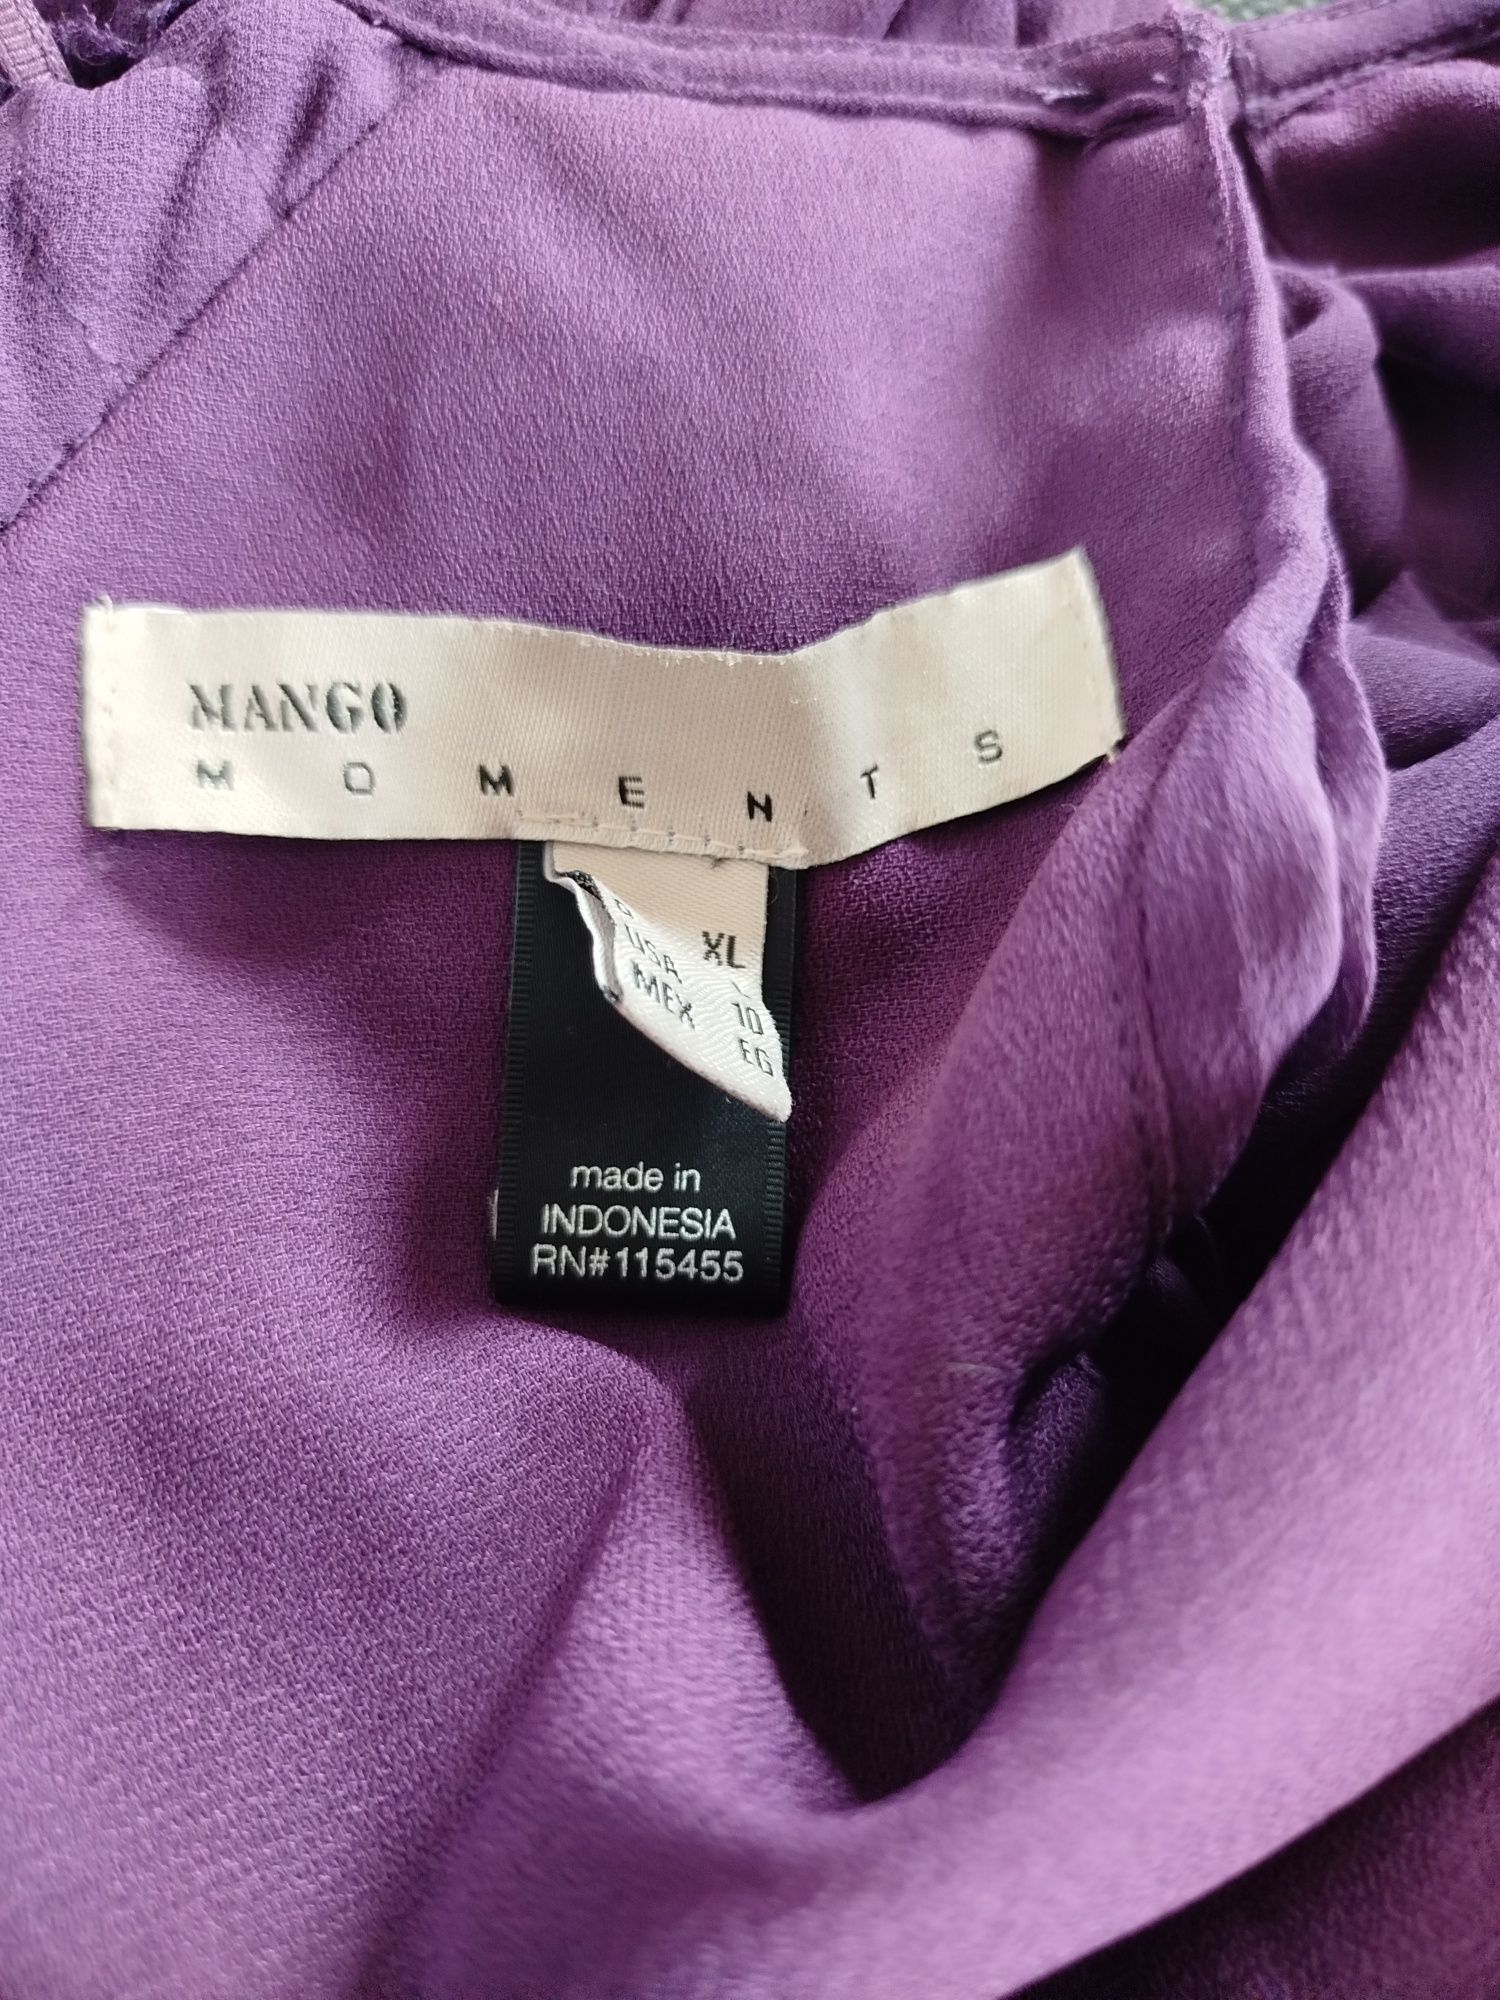 MANGO
MOMENTS
XL
USA 10
MEX EG
made in
INDONESIA
RN#115455